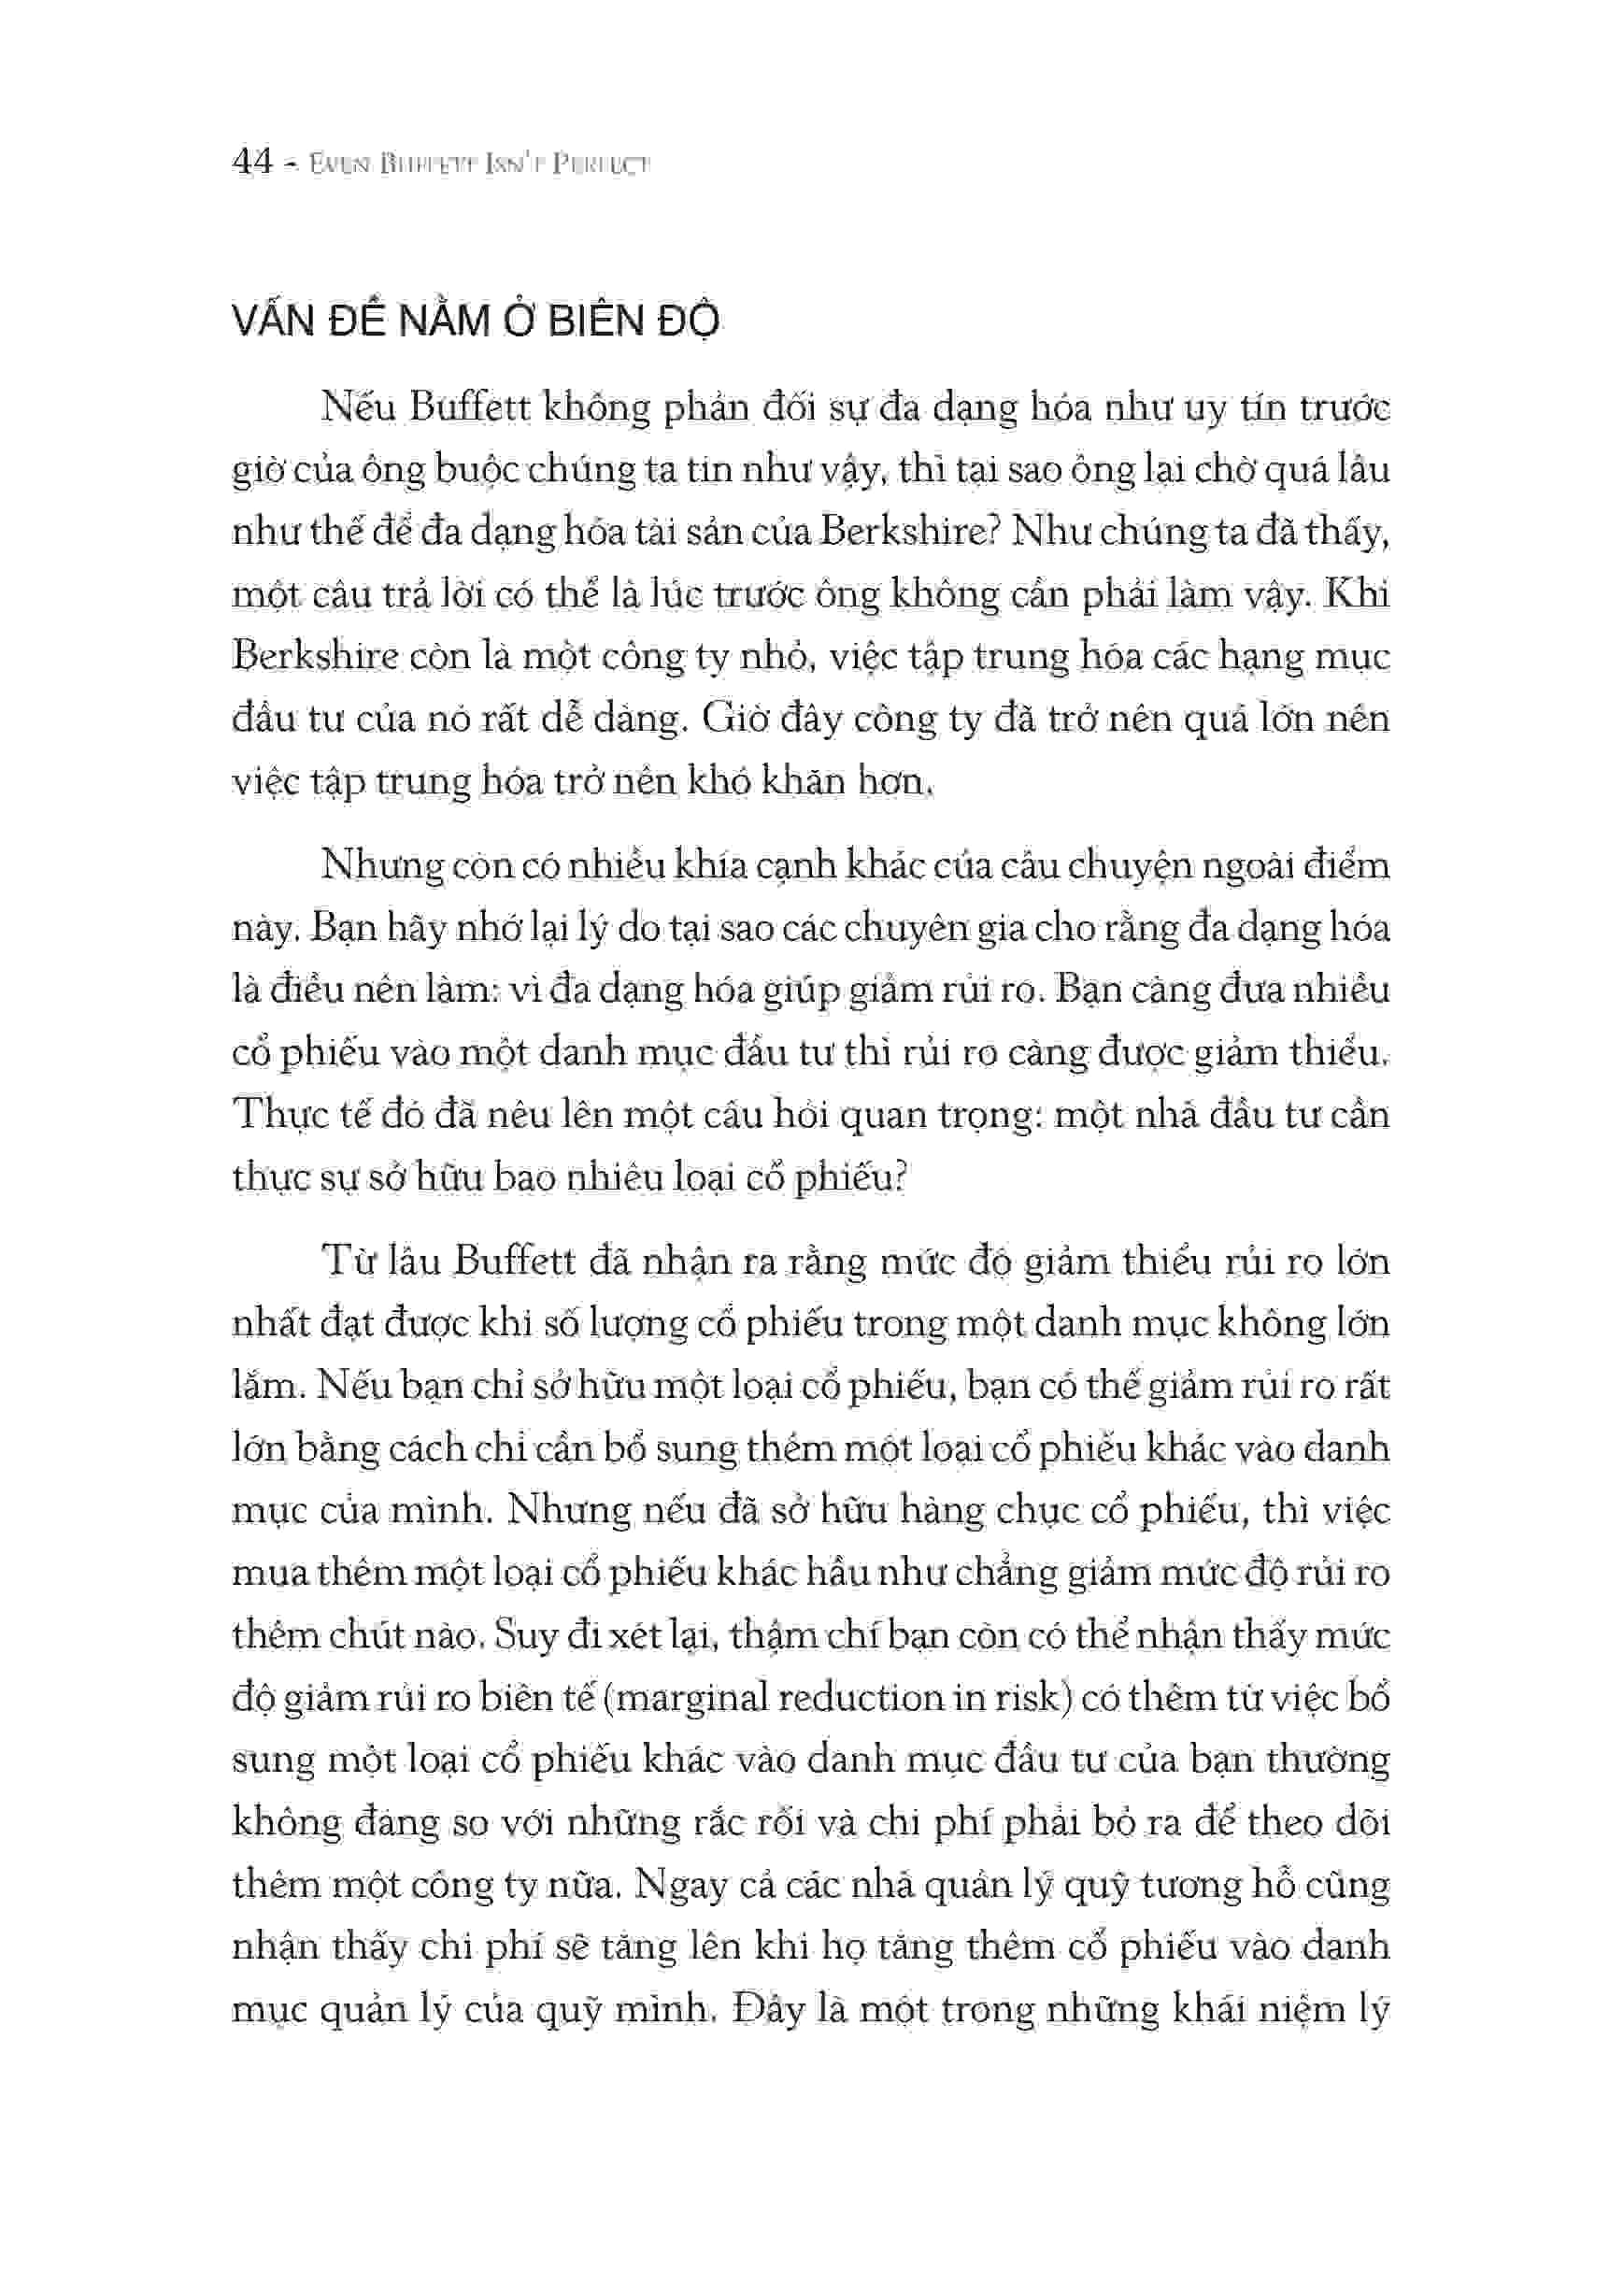 44 - Even Buffett Isn't Perfect
VẤN ĐỀ NẰM Ở BIÊN ĐỘ
Nếu Buffett không phản đối sự đa dạng hóa như uy tín trước
giờ của ông buộc chúng ta tin như vậy, thì tại sao ông lại chờ quá lâu
như thế để đa dạng hóa tài sản của Berkshire? Như chúng ta đã thấy,
một câu trả lời có thể là lúc trước ông không cần phải làm vậy. Khi
Berkshire còn là một công ty nhỏ, việc tập trung hóa các hạng mục
đầu tư của nó rất dễ dàng. Giờ đây công ty đã trở nên quá lớn nên
việc tập trung hóa trở nên khó khăn hơn.
Nhưng còn có nhiều khía cạnh khác của câu chuyện ngoài điểm
này. Bạn hãy nhớ lại lý do tại sao các chuyên gia cho rằng đa dạng hóa
là điều nên làm: vì đa dạng hóa giúp giảm rủi ro. Bạn càng đưa nhiều
cổ phiếu vào một danh mục đầu tư thì rủi ro càng được giảm thiểu.
Thực tế đó đã nêu lên một câu hỏi quan trọng: một nhà đầu tư cần
thực sự sở hữu bao nhiêu loại cổ phiếu?
Từ lâu Buffett đã nhận ra rằng mức độ giảm thiểu rủi ro lớn
nhất đạt được khi số lượng cổ phiếu trong một danh mục không lớn
lắm. Nếu bạn chỉ sở hữu một loại cổ phiếu, bạn có thể giảm rủi ro rất
lớn bằng cách chỉ cần bổ sung thêm một loại cổ phiếu khác vào danh
mục của mình. Nhưng nếu đã sở hữu hàng chục cổ phiếu, thì việc
mua thêm một loại cổ phiếu khác hầu như chẳng giảm mức độ rủi ro
thêm chút nào. Suy đi xét lại, thậm chí bạn còn có thể nhận thấy mức
độ giảm rủi ro biên tế (marginal reduction in risk) có thêm từ việc bổ
sung một loại cổ phiếu khác vào danh mục đầu tư của bạn thường
không đáng so với những rắc rối và chi phí phải bỏ ra để theo dõi
thêm một công ty nữa. Ngay cả các nhà quản lý quỹ tương hỗ cũng
nhận thấy chi phí sẽ tăng lên khi họ tăng thêm cổ phiếu vào danh
mục quản lý của quỹ mình. Đây là một trong những khái niệm lý